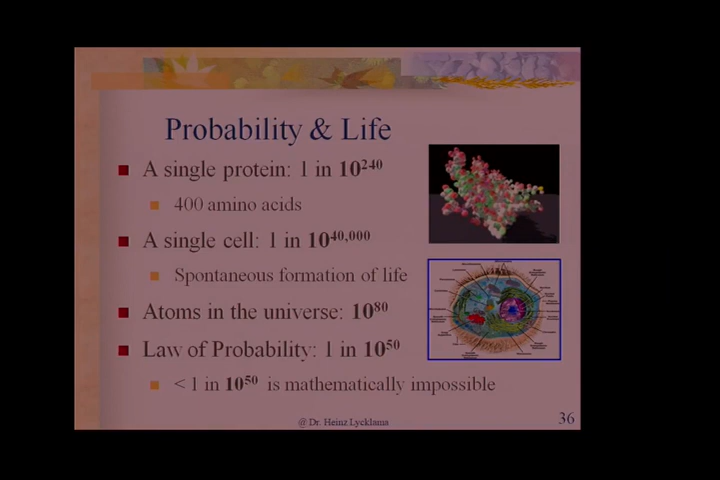 Probability & Life
A single protein: 1 in 10²⁴⁰
400 amino acids
A single cell: 1 in 10⁴⁰,⁰⁰⁰
Spontaneous formation of life
Atoms in the universe: 10⁸⁰
Law of Probability: 1 in 10⁵⁰
< 1 in 10⁵⁰ is mathematically impossible
@ Dr. Heinz Lycklama
36